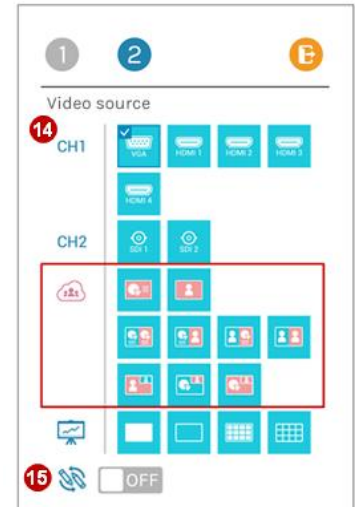 1 2
Video source
14
CH1 VGA HDMI 1 HDMI 2 HDMI 3
HDMI 4
CH2 SDI 1 SDI 2
15 OFF